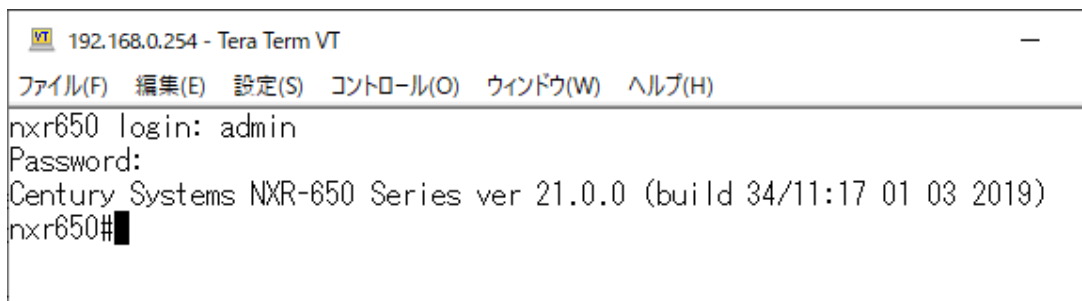 VT 192.168.0.254 - Tera Term VT
ファイル(F) 編集(E) 設定(S) コントロール(O) ウィンドウ(W) ヘルプ(H)
nxr650 login: admin
Password:
Century Systems NXR-650 Series ver 21.0.0 (build 34/11:17 01 03 2019)
nxr650#